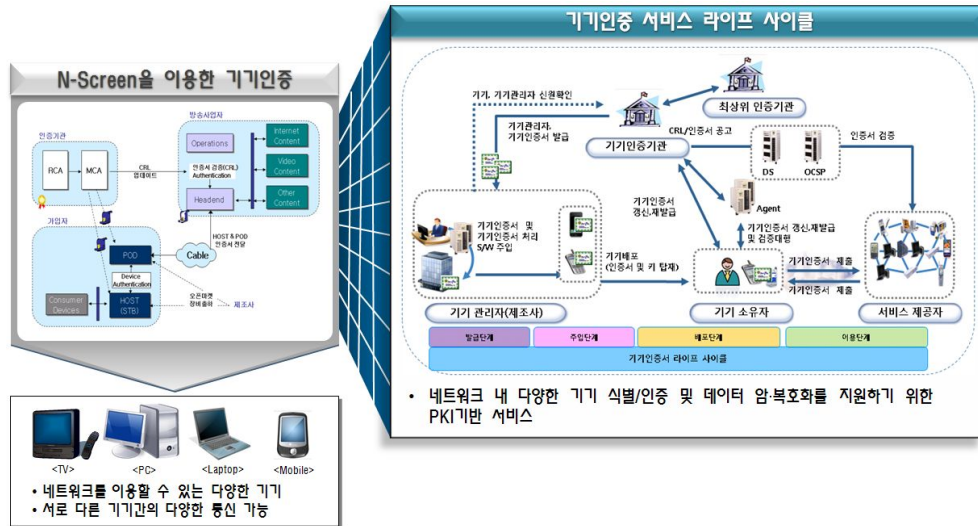 N-Screen을 이용한 기기인증
인증기관
RCA
MCA
CRL
업데이트
방송사업자
Operations
인증서 검증(CRL)
Authentication
Headend
Internet
Content
Video
Content
Other
Content
가입자
POD
Device
Authentication
HOST
(STB)
Consumer
Devices
Cable
HOST & POD
인증서 전달
오픈마켓
장비출하
제조사
<TV>
<PC>
<Laptop>
<Mobile>
• 네트워크를 이용할 수 있는 다양한 기기
• 서로 다른 기기간의 다양한 통신 가능
기기인증 서비스 라이프 사이클
기기, 기기관리자 신원확인
최상위 인증기관
기기관리자,
기기인증서 발급
기기인증기관
CRL/인증서 공고
인증서 검증
DS
OCSP
Agent
기기인증서
갱신,재발급
기기인증서 갱신,재발급
및 검증대행
기기인증서 및
기기인증서 처리
S/W 주입
기기배포
(인증서 및 키 탑재)
기기인증서 제출
기기인증서 제출
기기 관리자(제조사)
기기 소유자
서비스 제공자
발급단계
주입단계
배포단계
이용단계
기기인증서 라이프 사이클
• 네트워크 내 다양한 기기 식별/인증 및 데이터 암·복호화를 지원하기 위한
PKI기반 서비스